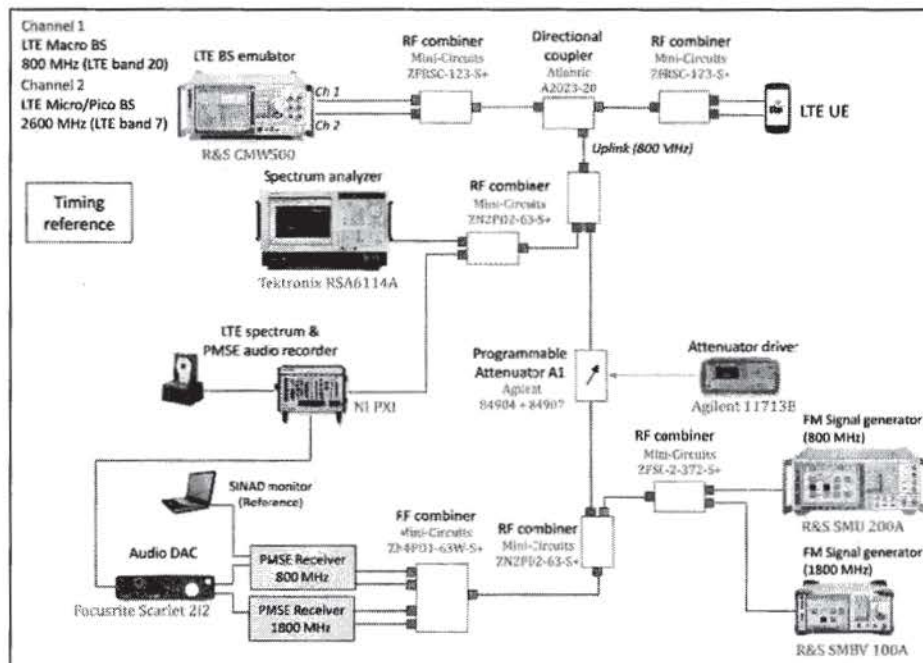 Channel 1
LTE Macro BS
800 MHz (LTE band 20)
Channel 2
LTE Micro/Pico BS
2600 MHz (LTE band 7)
LTE BS emulator
Ch 1
Ch 2
R&S CMW500
RF combiner
Mini-Circuits
ZFRSC-123-S+
Directional
coupler
Atlantic
A2023-20
RF combiner
Mini-Circuits
ZFRSC-123-S+
LTE UE
Uplink (800 MHz)
Timing
reference
Spectrum analyzer
Tektronix RSA6114A
RF combiner
Mini-Circuits
ZN2PD2-63-S+
LTE spectrum &
PMSE audio recorder
NI PXI
Programmable
Attenuator A1
Agilent
84904 + 84907
Attenuator driver
Agilent 11713B
RF combiner
Mini-Circuits
ZFSC-2-372-S+
FM Signal generator
(800 MHz)
R&S SMU 200A
FM Signal generator
(1800 MHz)
R&S SMBV 100A
SINAD monitor
(Reference)
Audio DAC
Focusrite Scarlet 2i2
PMSE Receiver
800 MHz
PMSE Receiver
1800 MHz
RF combiner
Mini-Circuits
ZN4PD1-63W-S+
RF combiner
Mini-Circuits
ZN2PD2-63-S+